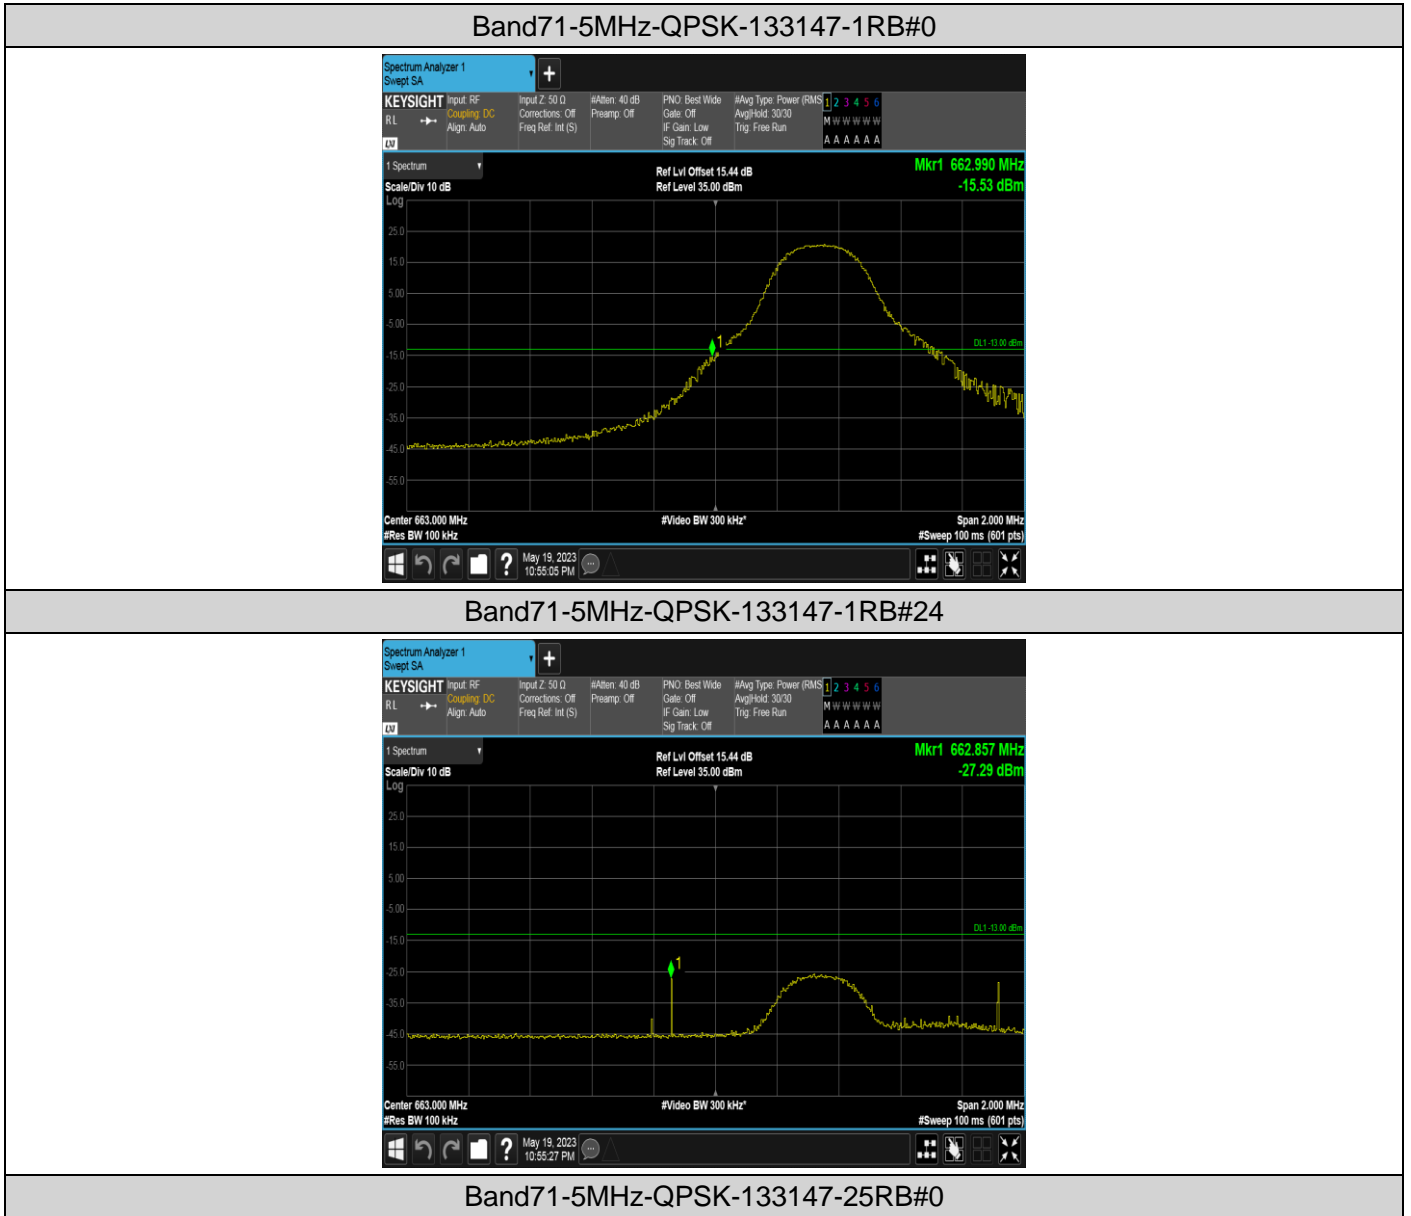 Band71-5MHz-QPSK-133147-1RB#0
Spectrum Analyzer 1
Swept SA
KEYSIGHT Input: RF Input Z: 50 Ω #Atten: 40 dB PNO: Best Wide #Avg Type: Power (RMS 1 2 3 4 5 6
RL Coupling: DC Corrections: Off Preamp: Off Gate: Off Avg|Hold: 30/30 M W W W W W
Align: Auto Freq Ref: Int (S) IF Gain: Low Trig: Free Run
LXI Sig Track: Off A A A A A A
1 Spectrum Ref Lvl Offset 15.44 dB Mkr1 662.990 MHz
Scale/Div 10 dB Ref Level 35.00 dBm -15.53 dBm
Log
25.0
15.0
5.00
-5.00
1
DL1 -13.00 dBm
-15.0
-25.0
-35.0
-45.0
-55.0
Center 663.000 MHz #Video BW 300 kHz* Span 2.000 MHz
#Res BW 100 kHz #Sweep 100 ms (601 pts)
? May 19, 2023
10:55:05 PM
Band71-5MHz-QPSK-133147-1RB#24
Spectrum Analyzer 1
Swept SA
KEYSIGHT Input: RF Input Z: 50 Ω #Atten: 40 dB PNO: Best Wide #Avg Type: Power (RMS 1 2 3 4 5 6
RL Coupling: DC Corrections: Off Preamp: Off Gate: Off Avg|Hold: 30/30 M W W W W W
Align: Auto Freq Ref: Int (S) IF Gain: Low Trig: Free Run
LXI Sig Track: Off A A A A A A
1 Spectrum Ref Lvl Offset 15.44 dB Mkr1 662.857 MHz
Scale/Div 10 dB Ref Level 35.00 dBm -27.29 dBm
Log
25.0
15.0
5.00
-5.00
DL1 -13.00 dBm
-15.0
1
-25.0
-35.0
-45.0
-55.0
Center 663.000 MHz #Video BW 300 kHz* Span 2.000 MHz
#Res BW 100 kHz #Sweep 100 ms (601 pts)
? May 19, 2023
10:55:27 PM
Band71-5MHz-QPSK-133147-25RB#0